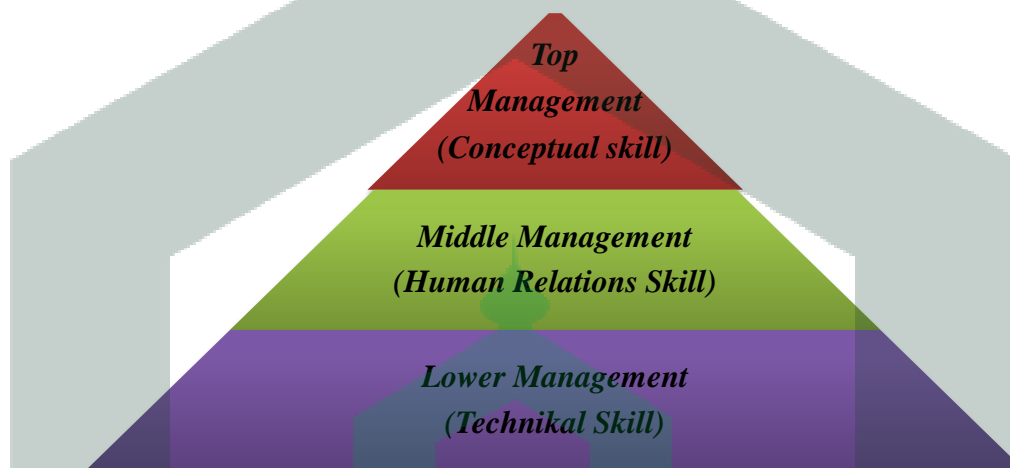 Top
Management
(Conceptual skill)
Middle Management
(Human Relations Skill)
Lower Management
(Technikal Skill)